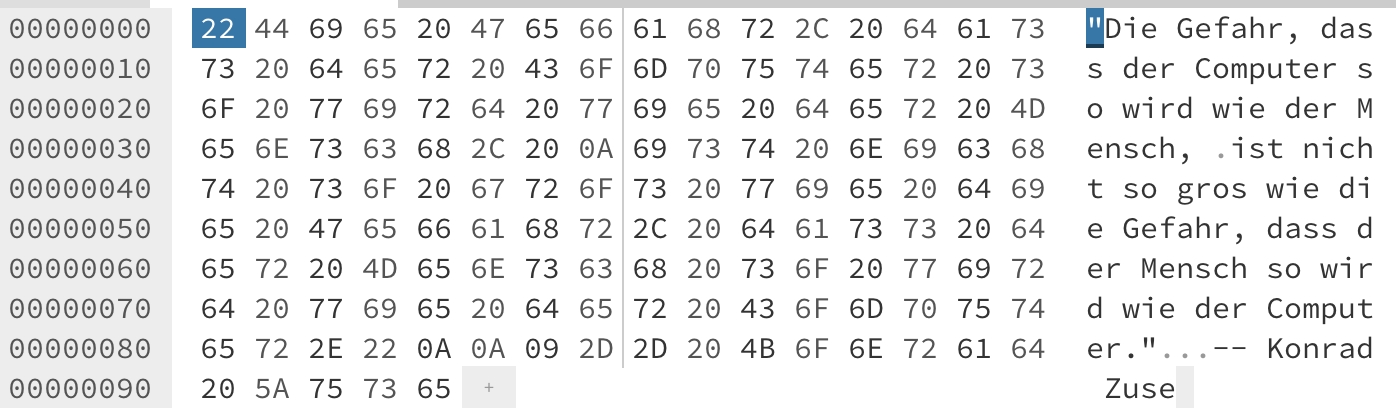 00000000 22 44 69 65 20 47 65 66 61 68 72 2C 20 64 61 73 "Die Gefahr, das
00000010 73 20 64 65 72 20 43 6F 6D 70 75 74 65 72 20 73 s der Computer s
00000020 6F 20 77 69 72 64 20 77 69 65 20 64 65 72 20 4D o wird wie der M
00000030 65 6E 73 63 68 2C 20 0A 69 73 74 20 6E 69 63 68 ensch, .ist nich
00000040 74 20 73 6F 20 67 72 6F 73 20 77 69 65 20 64 69 t so gros wie di
00000050 65 20 47 65 66 61 68 72 2C 20 64 61 73 73 20 64 e Gefahr, dass d
00000060 65 72 20 4D 65 6E 73 63 68 20 73 6F 20 77 69 72 er Mensch so wir
00000070 64 20 77 69 65 20 64 65 72 20 43 6F 6D 70 75 74 d wie der Comput
00000080 65 72 2E 22 0A 0A 09 2D 2D 20 4B 6F 6E 72 61 64 er."...-- Konrad
00000090 20 5A 75 73 65 + Zuse